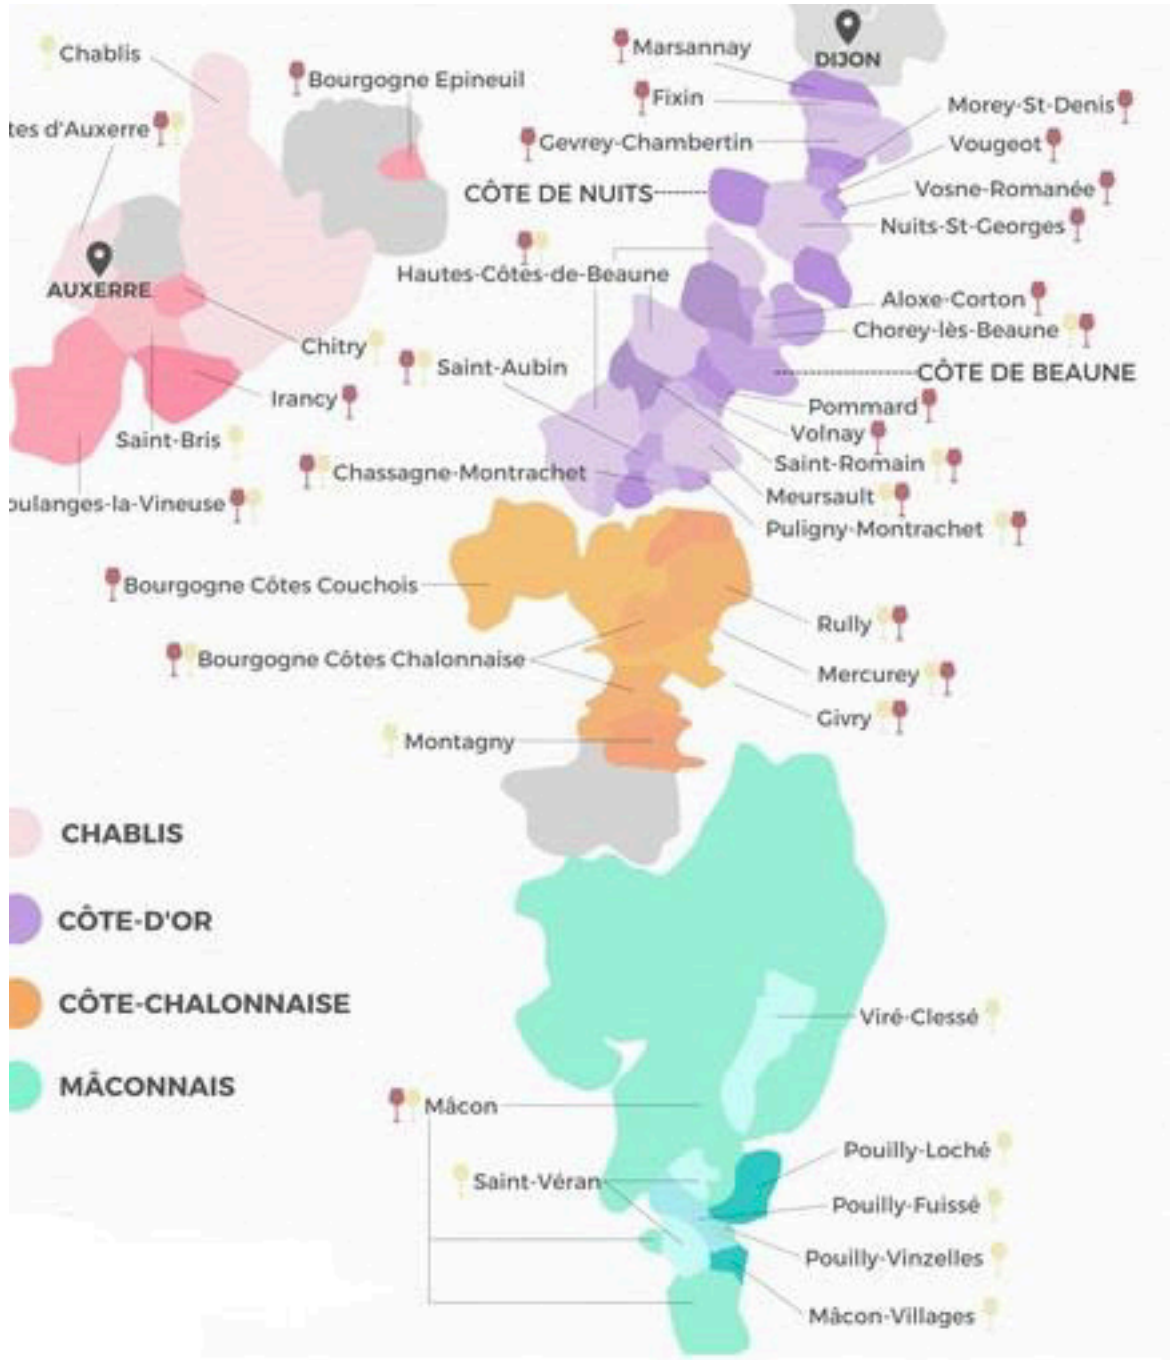 Chablis
Bourgogne Epineuil
tes d'Auxerre
AUXERRE
Chitry
Irancy
Saint-Bris
oulanges-la-Vineuse
DIJON
Marsannay
Fixin
Gevrey-Chambertin
Morey-St-Denis
Vougeot
CÔTE DE NUITS
Vosne-Romanée
Nuits-St-Georges
Hautes-Côtes-de-Beaune
Aloxe-Corton
Chorey-lès-Beaune
Saint-Aubin
CÔTE DE BEAUNE
Pommard
Volnay
Saint-Romain
Chassagne-Montrachet
Meursault
Puligny-Montrachet
Bourgogne Côtes Couchois
Rully
Bourgogne Côtes Chalonnaise
Mercurey
Givry
Montagny
CHABLIS
CÔTE-D'OR
CÔTE-CHALONNAISE
MÂCONNAIS
Viré-Clessé
Mâcon
Pouilly-Loché
Saint-Véran
Pouilly-Fuissé
Pouilly-Vinzelles
Mâcon-Villages